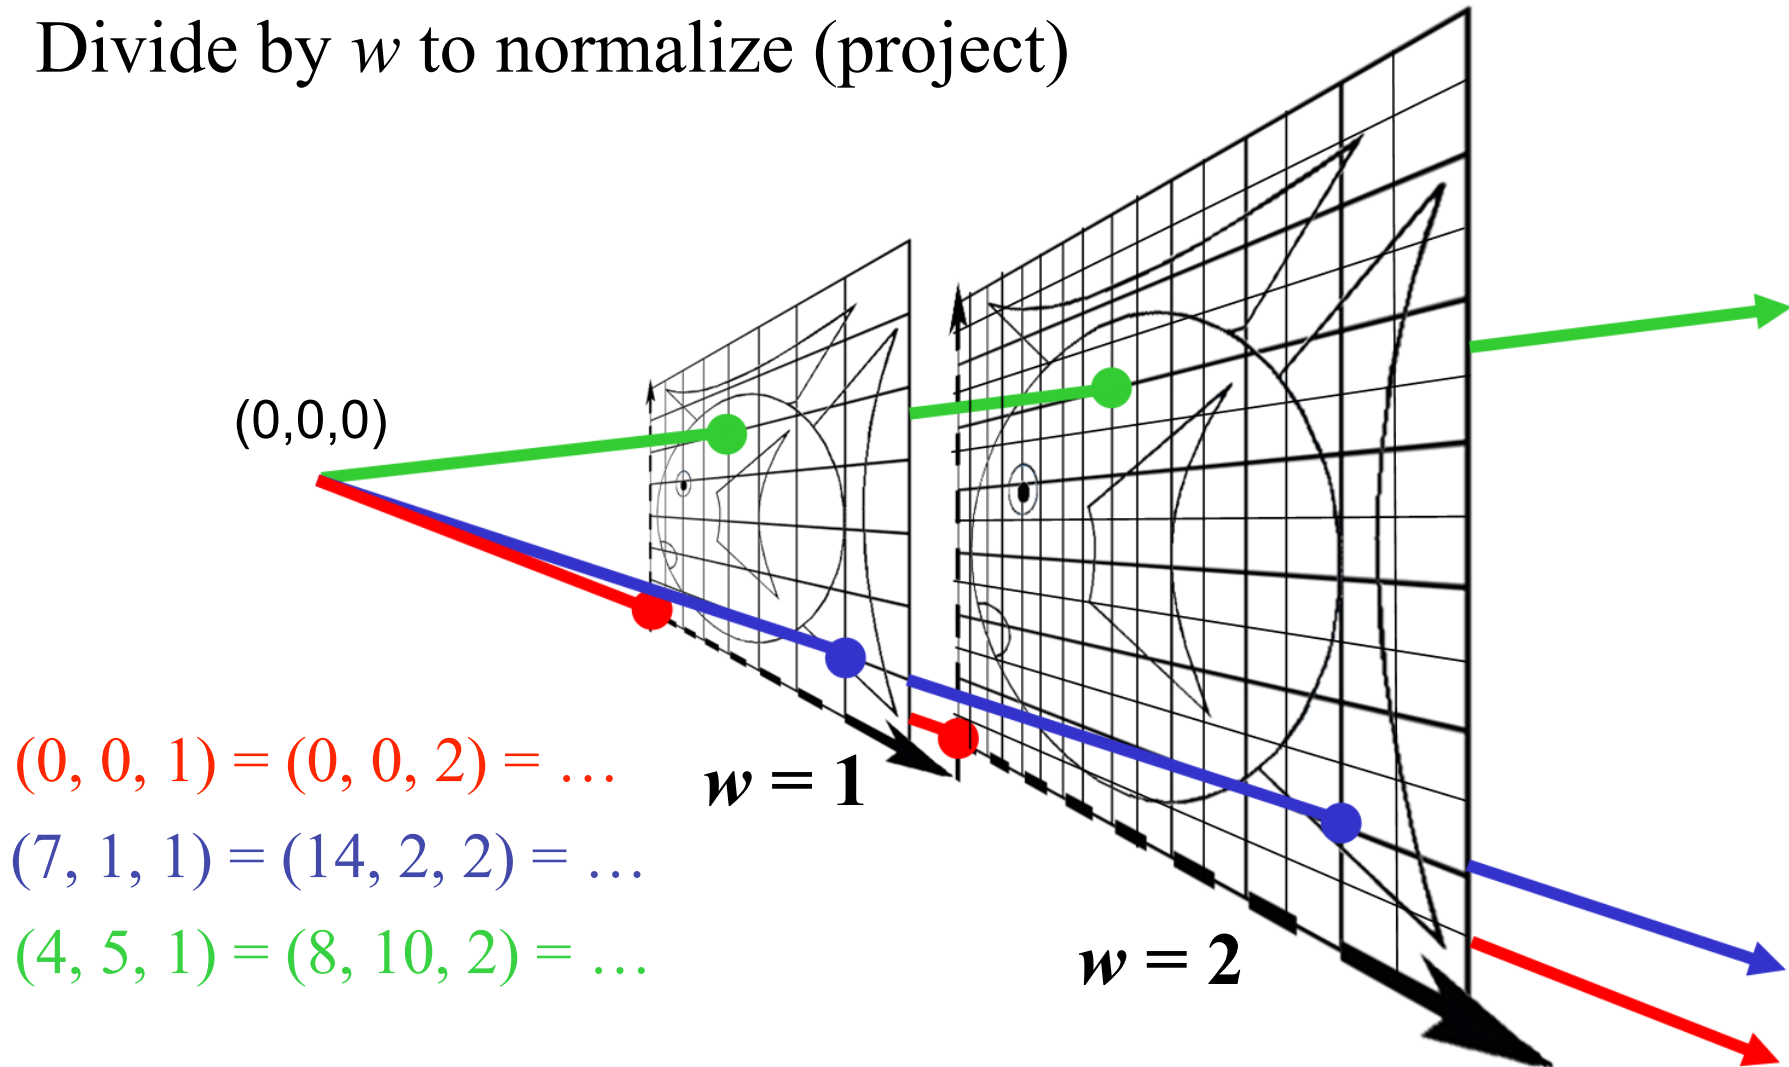 Divide by w to normalize (project)
(0,0,0)
(0, 0, 1) = (0, 0, 2) = …
w = 1
(7, 1, 1) = (14, 2, 2) = …
(4, 5, 1) = (8, 10, 2) = …
w = 2